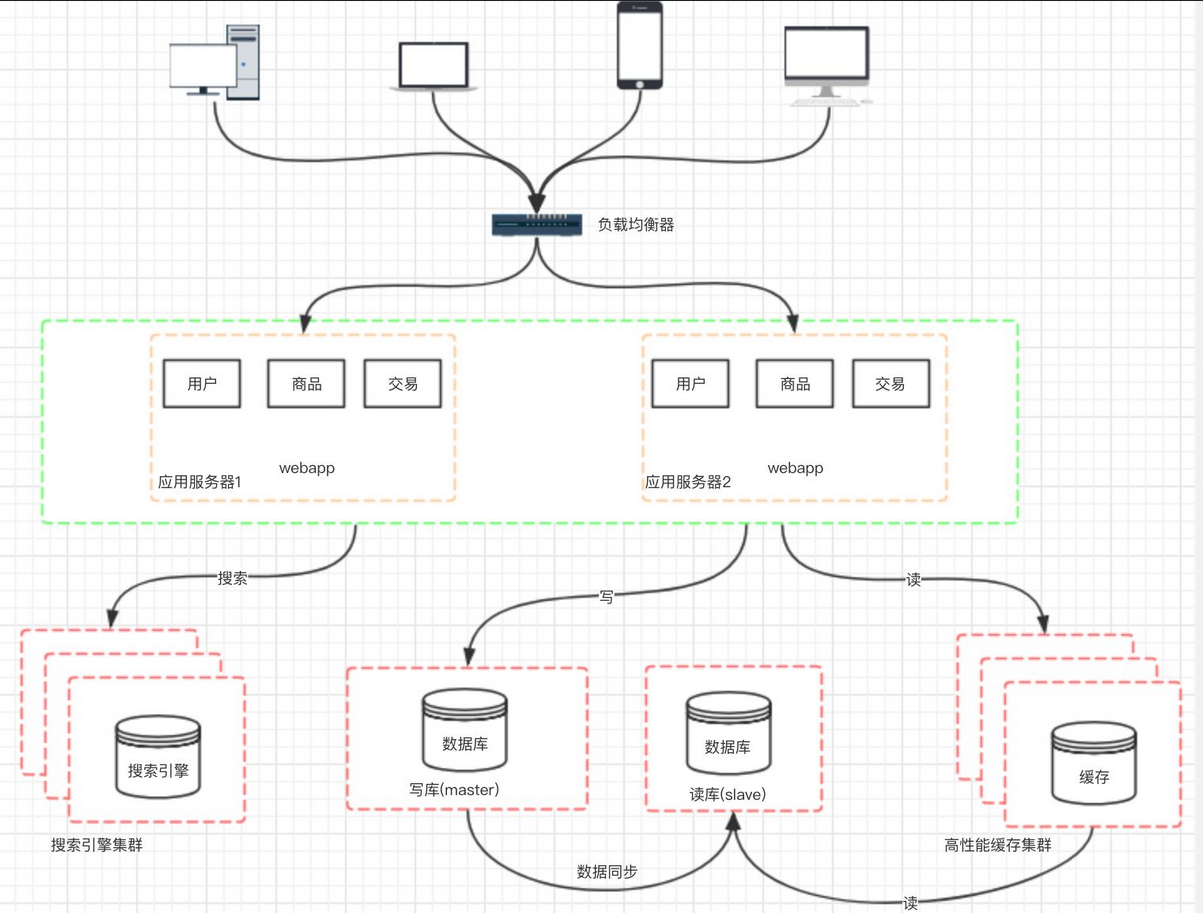 负载均衡器
用户
商品
交易
webapp
应用服务器1
用户
商品
交易
webapp
应用服务器2
搜索
写
读
搜索引擎
搜索引擎集群
数据库
写库(master)
数据库
读库(slave)
缓存
高性能缓存集群
数据同步
读